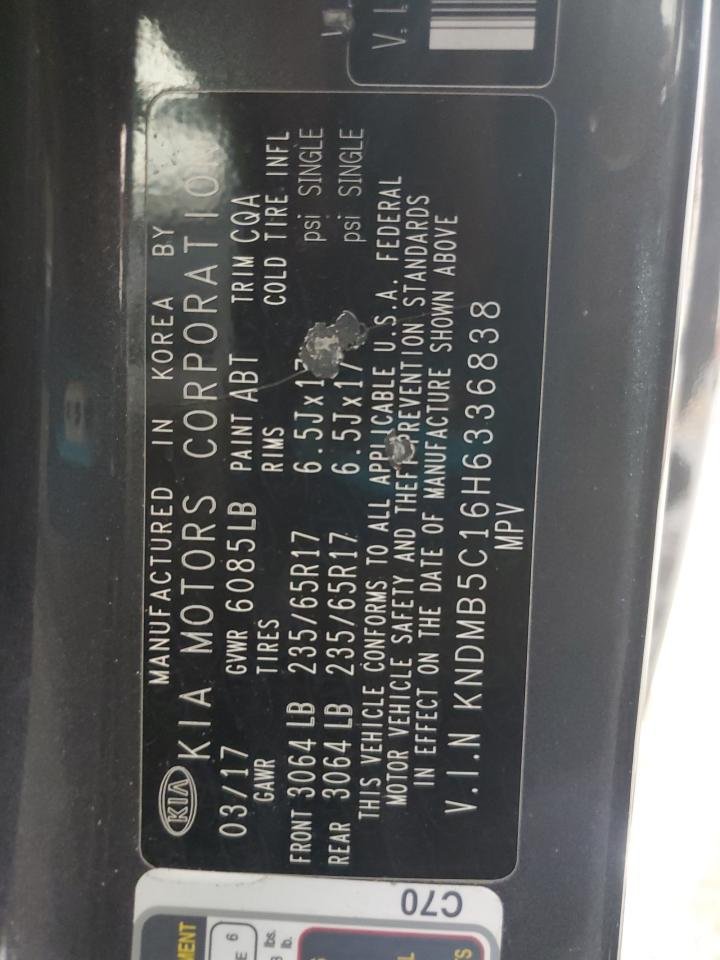 KIA
MANUFACTURED IN KOREA BY
KIA MOTORS CORPORATION
03/17 GVWR 6085LB PAINT ABT TRIM CQA
GAWR TIRES RIMS COLD TIRE INFL
FRONT 3064 LB 235/65R17 6.5Jx17 psi SINGLE
REAR 3064 LB 235/65R17 6.5Jx17 psi SINGLE
THIS VEHICLE CONFORMS TO ALL APPLICABLE U.S.A. FEDERAL
MOTOR VEHICLE SAFETY AND THEFT PREVENTION STANDARDS
IN EFFECT ON THE DATE OF MANUFACTURE SHOWN ABOVE
V.I.N KNDMB5C16H6336838
MPV
C70